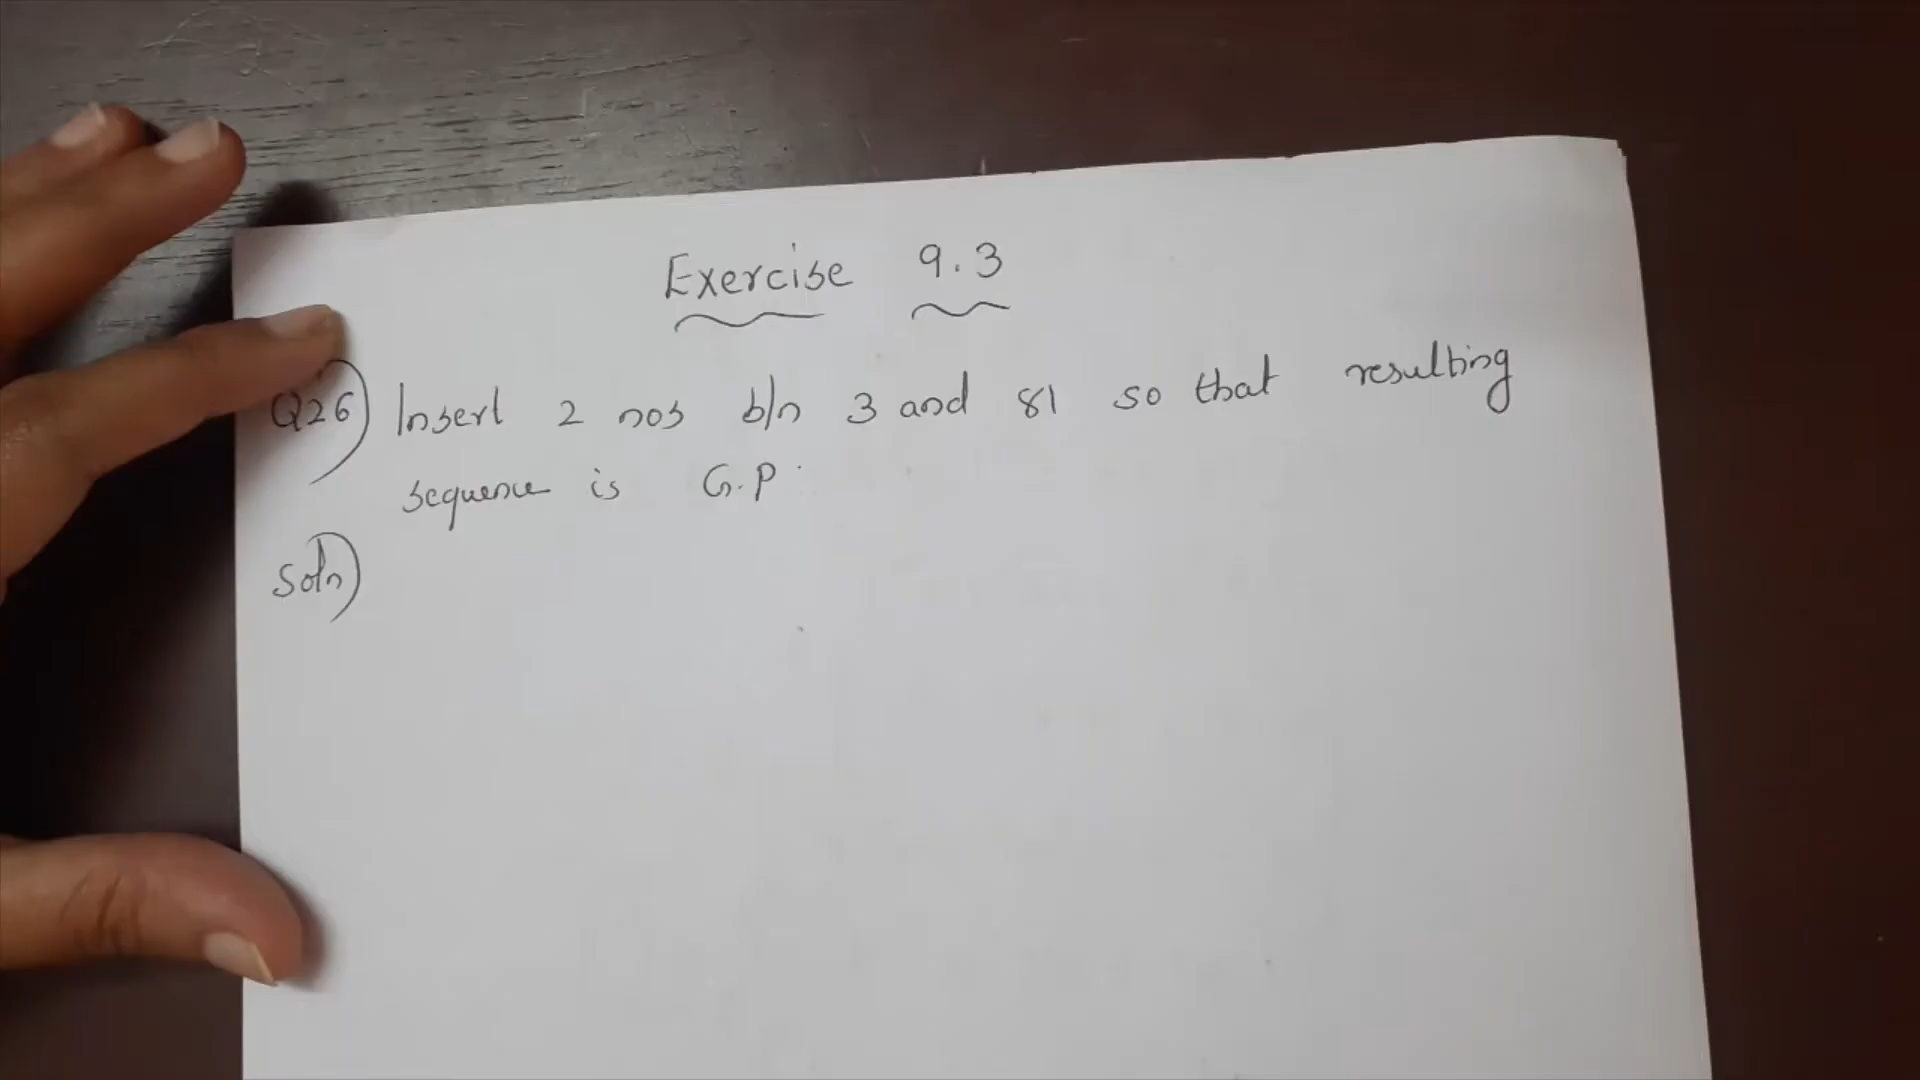 Exercise 9.3
Q26) Insert 2 nos b/n 3 and 81 so that resulting
sequence is G.P.
Soln)